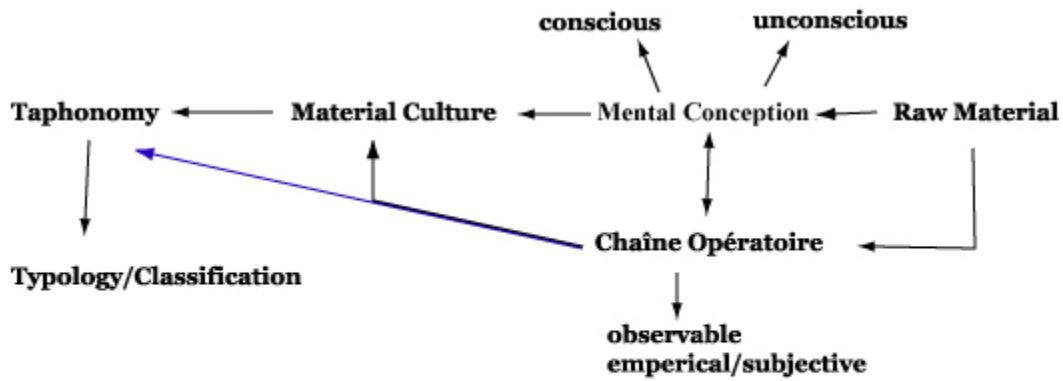 conscious
unconscious
Taphonomy
Material Culture
Mental Conception
Raw Material
Chaîne Opératoire
Typology/Classification
observable
emperical/subjective